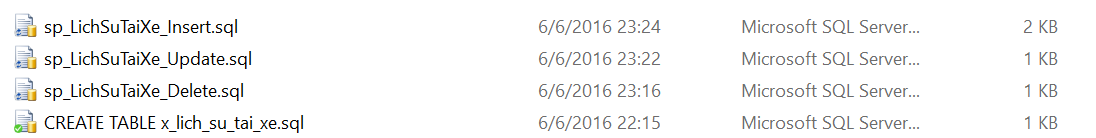 sp_LichSuTaiXe_Insert.sql 6/6/2016 23:24 Microsoft SQL Server... 2 KB
sp_LichSuTaiXe_Update.sql 6/6/2016 23:22 Microsoft SQL Server... 1 KB
sp_LichSuTaiXe_Delete.sql 6/6/2016 23:16 Microsoft SQL Server... 1 KB
CREATE TABLE x_lich_su_tai_xe.sql 6/6/2016 22:15 Microsoft SQL Server... 1 KB